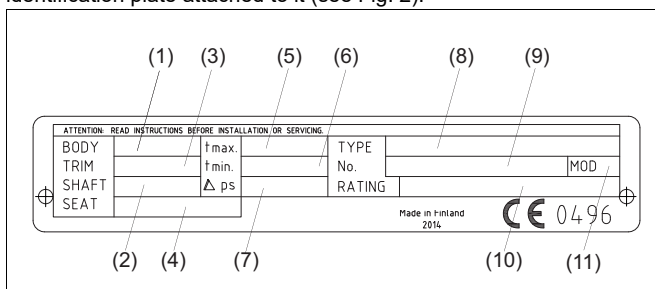 identification plate attached to it (see Fig. 2).
(1) (3) (5) (6) (8) (9)
ATTENTION: READ INSTRUCTIONS BEFORE INSTALLATION OR SERVICING.
BODY tmax. TYPE
TRIM tmin. No. MOD
SHAFT Δ ps RATING
SEAT
Made in Finland
2014
CE 0496
(2) (4) (7) (10) (11)